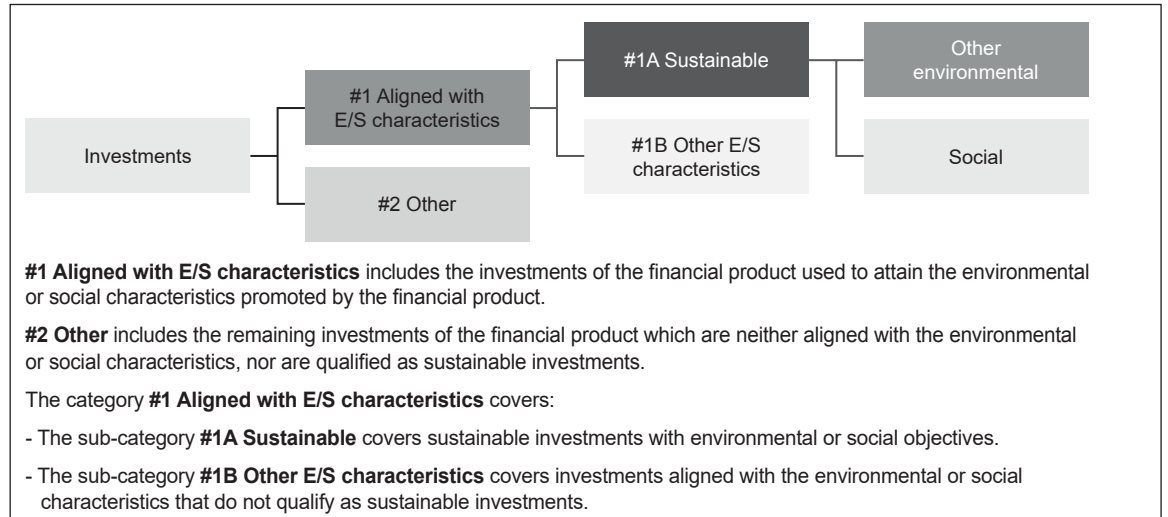 Investments
#1 Aligned with
E/S characteristics
#2 Other
#1A Sustainable
#1B Other E/S
characteristics
Other
environmental
Social
#1 Aligned with E/S characteristics includes the investments of the financial product used to attain the environmental
or social characteristics promoted by the financial product.
#2 Other includes the remaining investments of the financial product which are neither aligned with the environmental
or social characteristics, nor are qualified as sustainable investments.
The category #1 Aligned with E/S characteristics covers:
- The sub-category #1A Sustainable covers sustainable investments with environmental or social objectives.
- The sub-category #1B Other E/S characteristics covers investments aligned with the environmental or social
characteristics that do not qualify as sustainable investments.